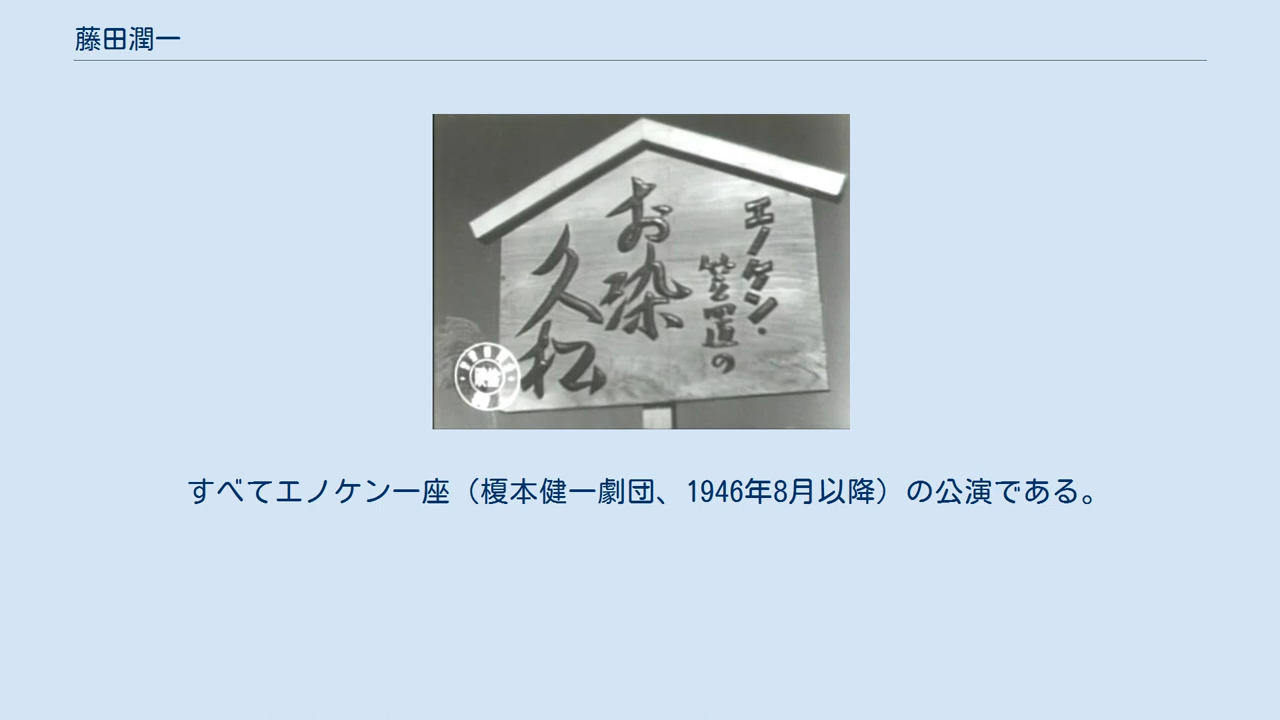 藤田潤一
エノケン・
笠置の
お染
久松
すべてエノケン一座（榎本健一劇団、1946年8月以降）の公演である。